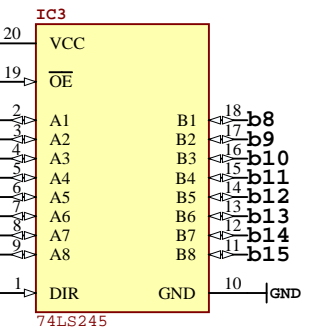 IC3
20 VCC
19 OE
2 A1 B1 18 b8
3 A2 B2 17 b9
4 A3 B3 16 b10
5 A4 B4 15 b11
6 A5 B5 14 b12
7 A6 B6 13 b13
8 A7 B7 12 b14
9 A8 B8 11 b15
1 DIR GND 10 GND
74LS245